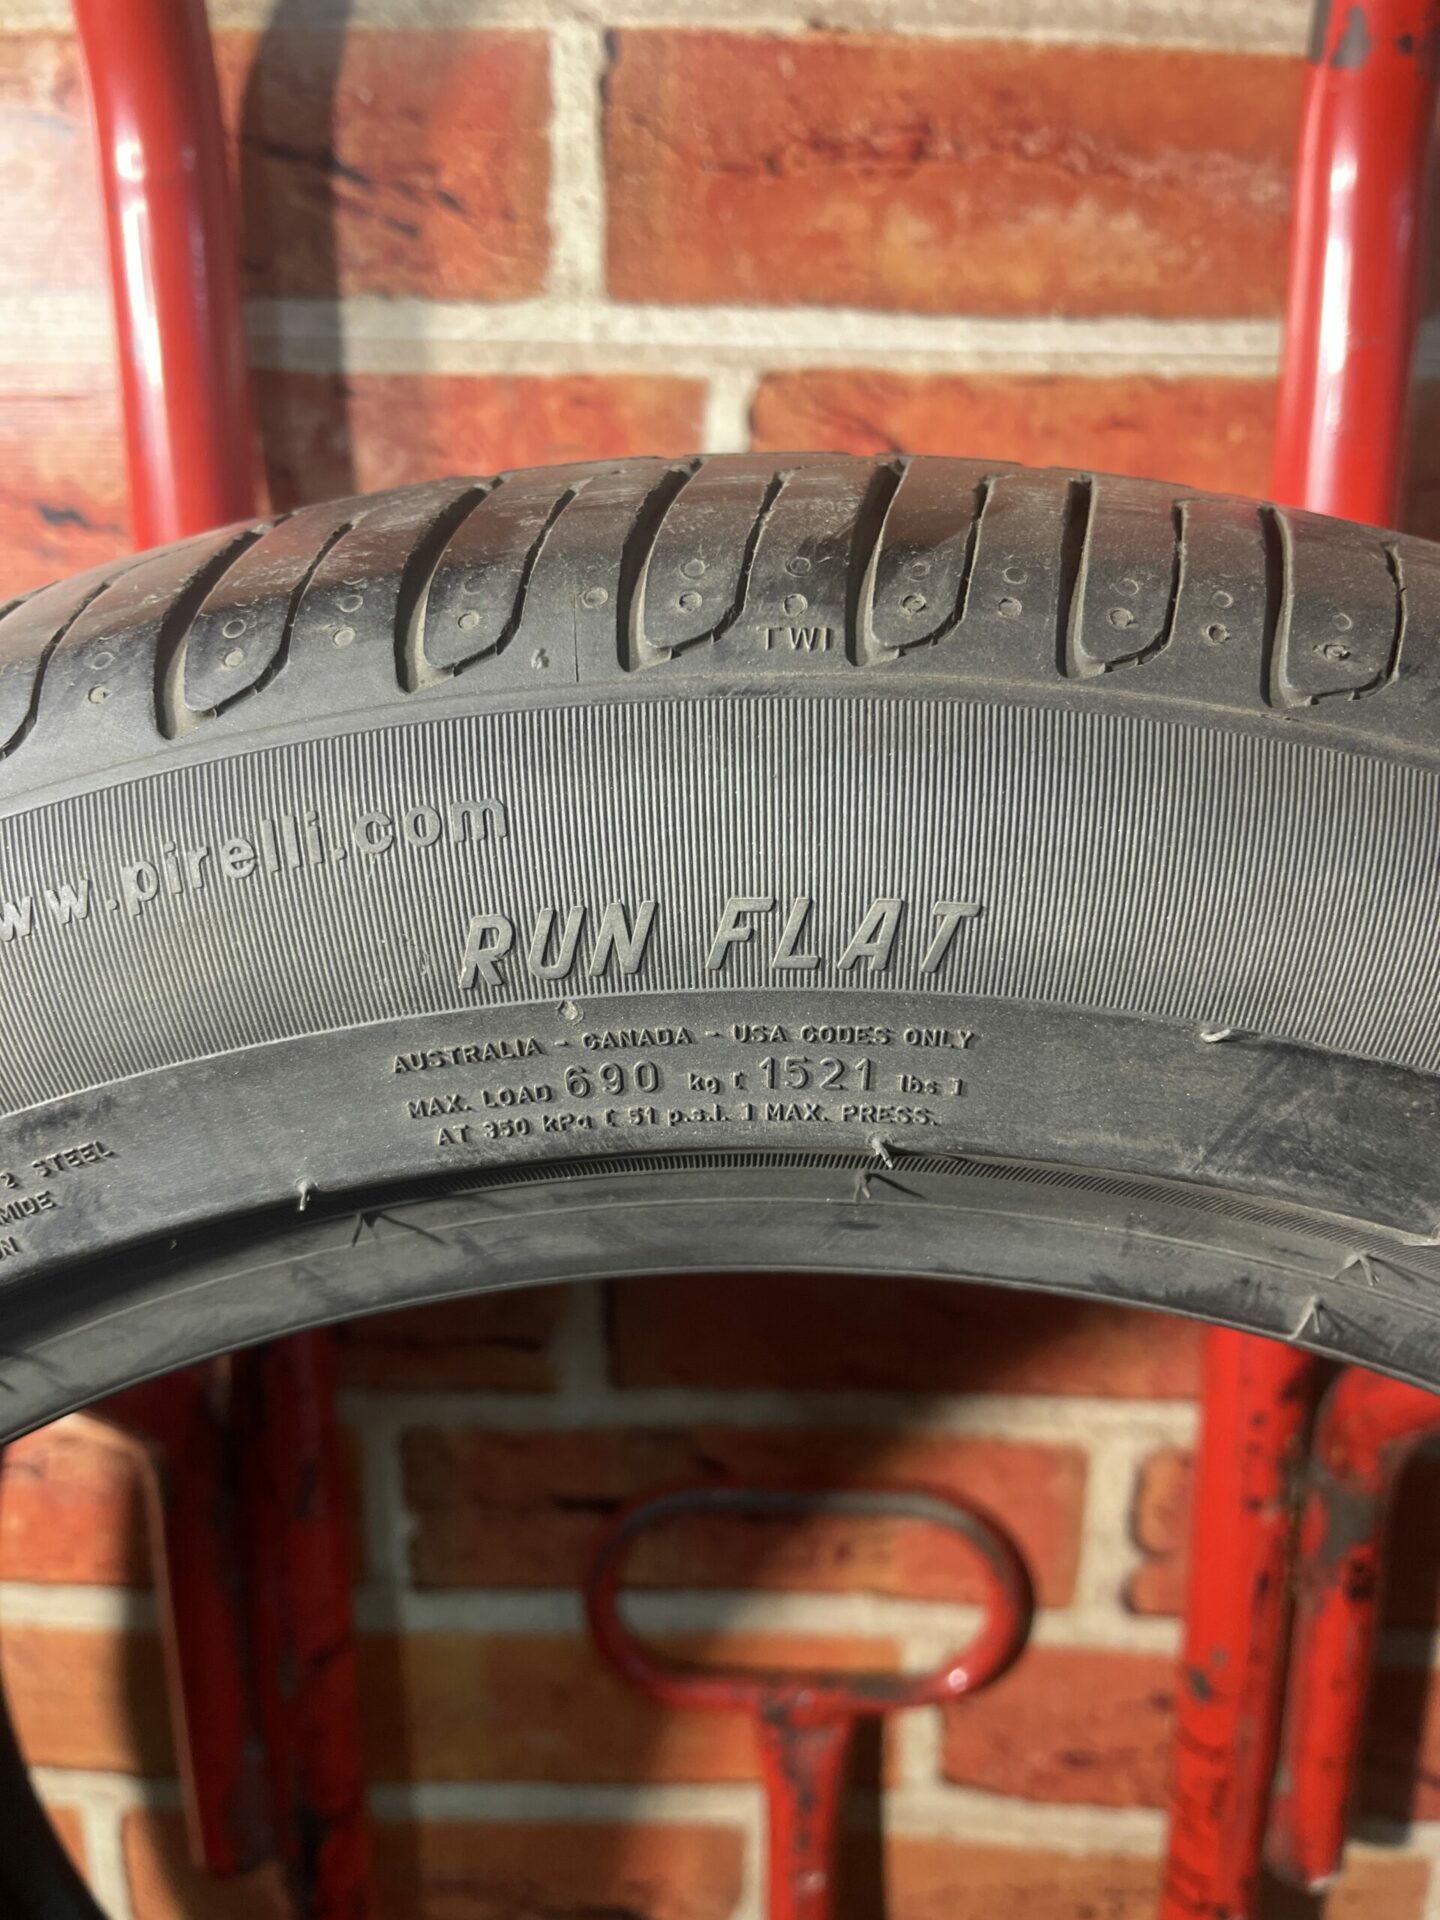 TWI
www.pirelli.com
RUN FLAT
AUSTRALIA - CANADA - USA CODES ONLY
MAX. LOAD 690 kg ( 1521 lbs )
AT 350 kPa ( 51 p.s.i. ) MAX. PRESS.
2 STEEL